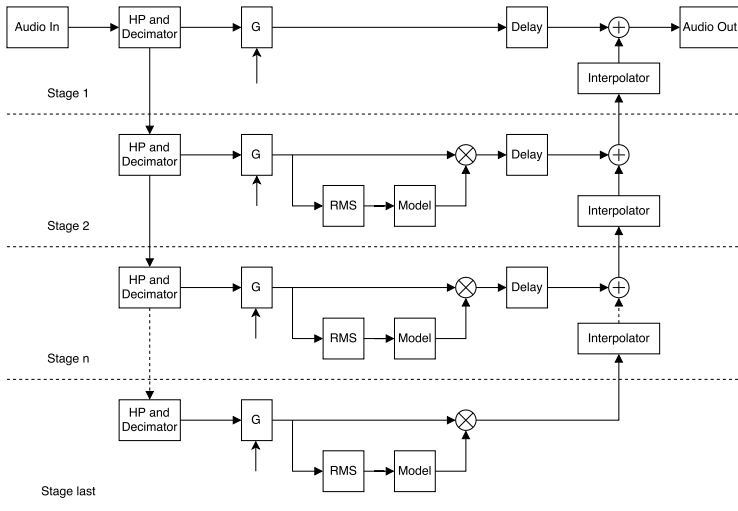 Audio In
HP and
Decimator
G
Delay
Audio Out
Interpolator
Stage 1
HP and
Decimator
G
Delay
RMS
Model
Interpolator
Stage 2
HP and
Decimator
G
Delay
RMS
Model
Interpolator
Stage n
HP and
Decimator
G
RMS
Model
Stage last